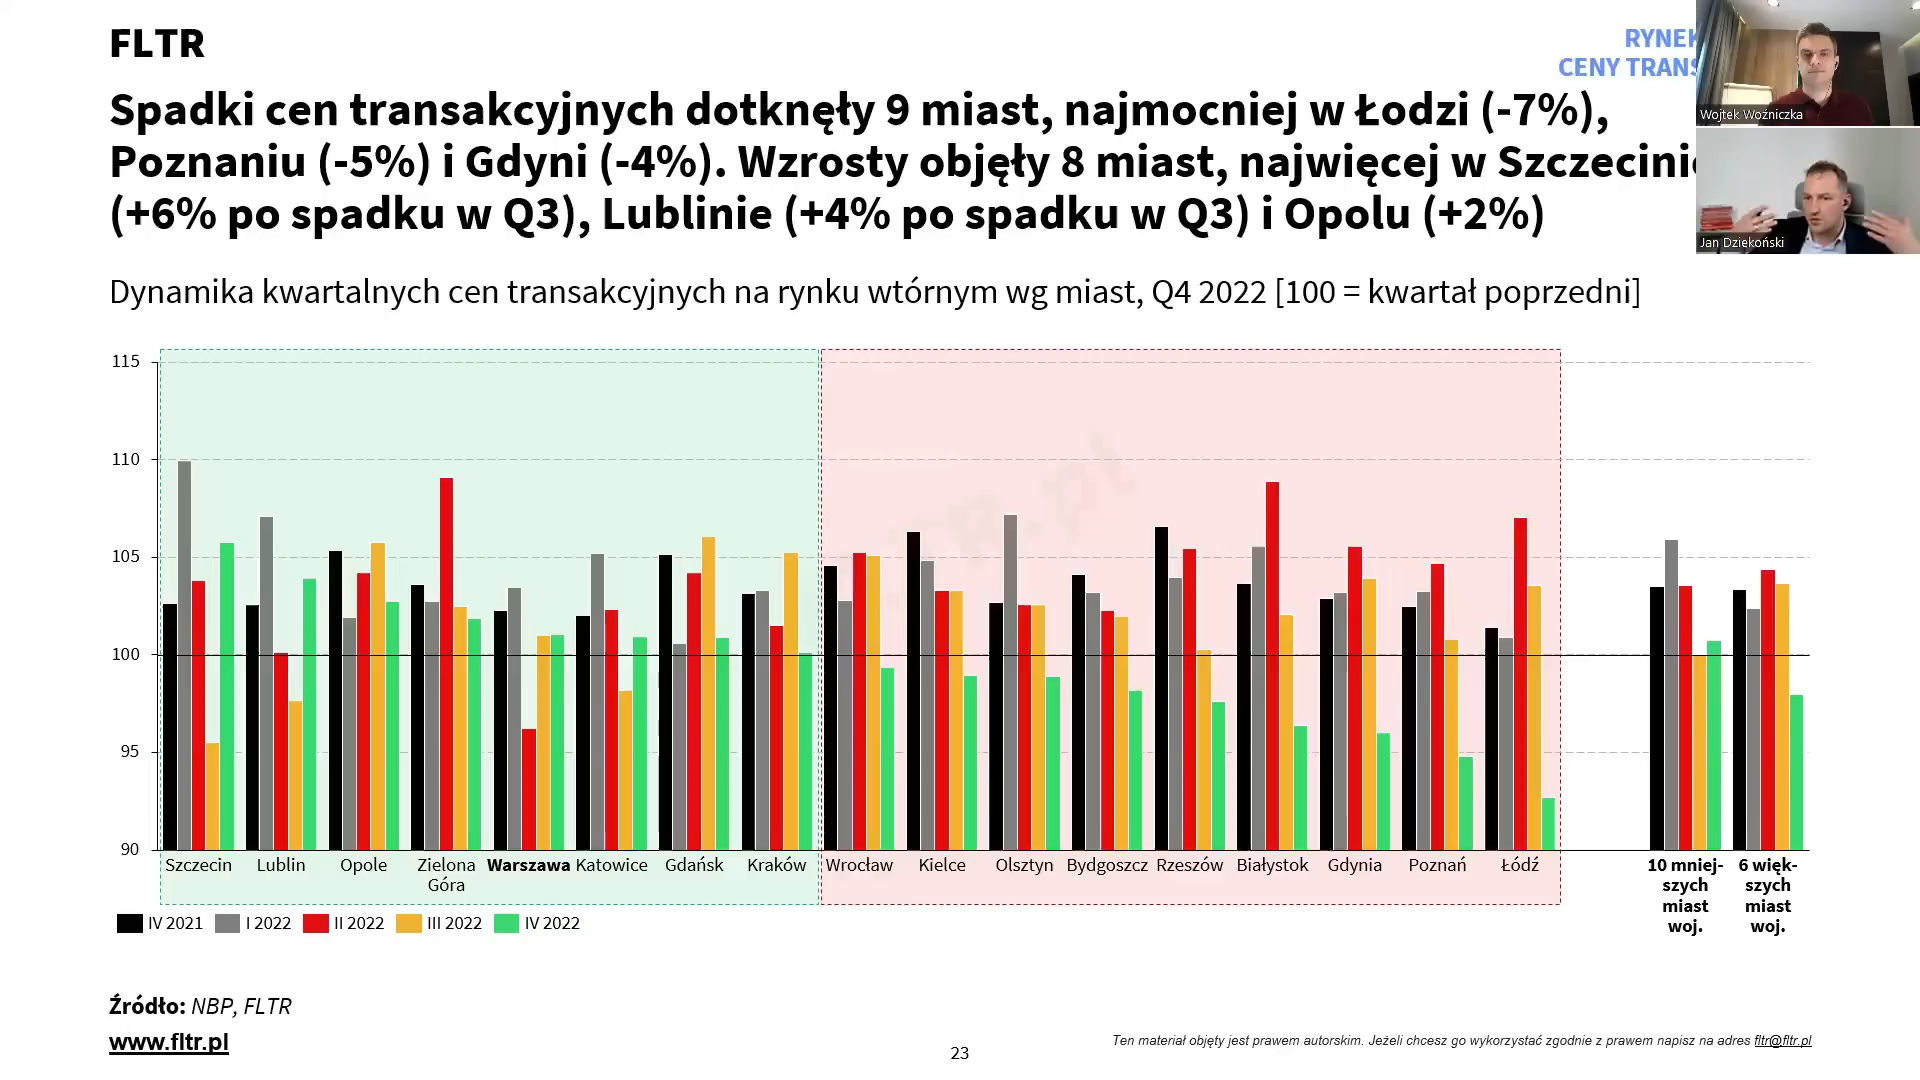 FLTR
RYNEK
CENY TRANS
Wojtek Woźniczka
Jan Dziekoński
Spadki cen transakcyjnych dotknęły 9 miast, najmocniej w Łodzi (-7%),
Poznaniu (-5%) i Gdyni (-4%). Wzrosty objęły 8 miast, najwięcej w Szczecinie
(+6% po spadku w Q3), Lublinie (+4% po spadku w Q3) i Opolu (+2%)
Dynamika kwartalnych cen transakcyjnych na rynku wtórnym wg miast, Q4 2022 [100 = kwartał poprzedni]
115
110
105
100
95
90
Szczecin Lublin Opole Zielona Góra Warszawa Katowice Gdańsk Kraków Wrocław Kielce Olsztyn Bydgoszcz Rzeszów Białystok Gdynia Poznań Łódź
10 mniej-
szych
miast
woj.
6 więk-
szych
miast
woj.
IV 2021 I 2022 II 2022 III 2022 IV 2022
Źródło: NBP, FLTR
www.fltr.pl
23
Ten materiał objęty jest prawem autorskim. Jeżeli chcesz go wykorzystać zgodnie z prawem napisz na adres fltr@fltr.pl